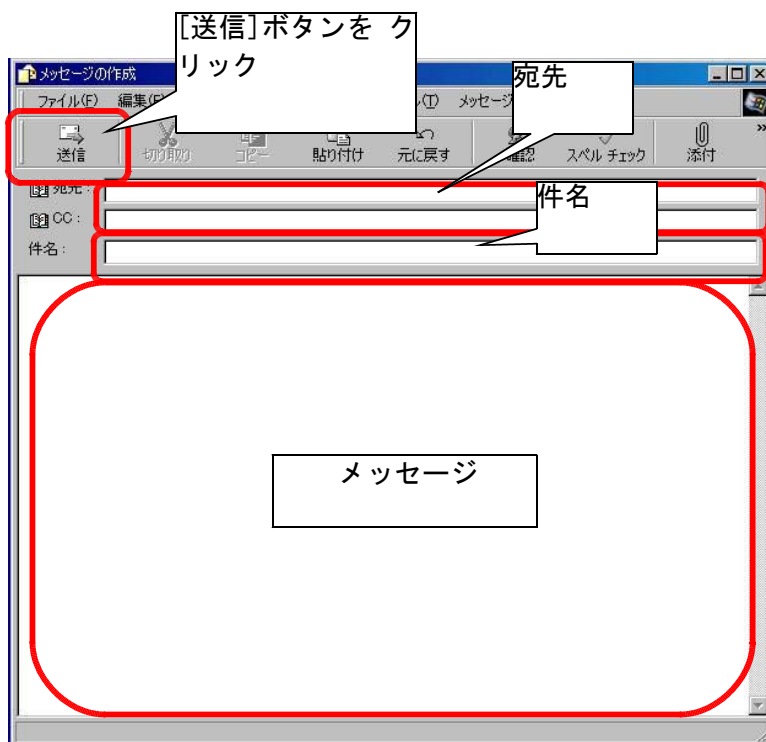 [送信]ボタンを ク
リック
メッセージの作成
宛先
ファイル(F) 編集(E) (T) メッセージ
送信 切り取り コピー 貼り付け 元に戻す 確認 スペル チェック 添付
宛先:
件名
CC:
件名:
メッセージ